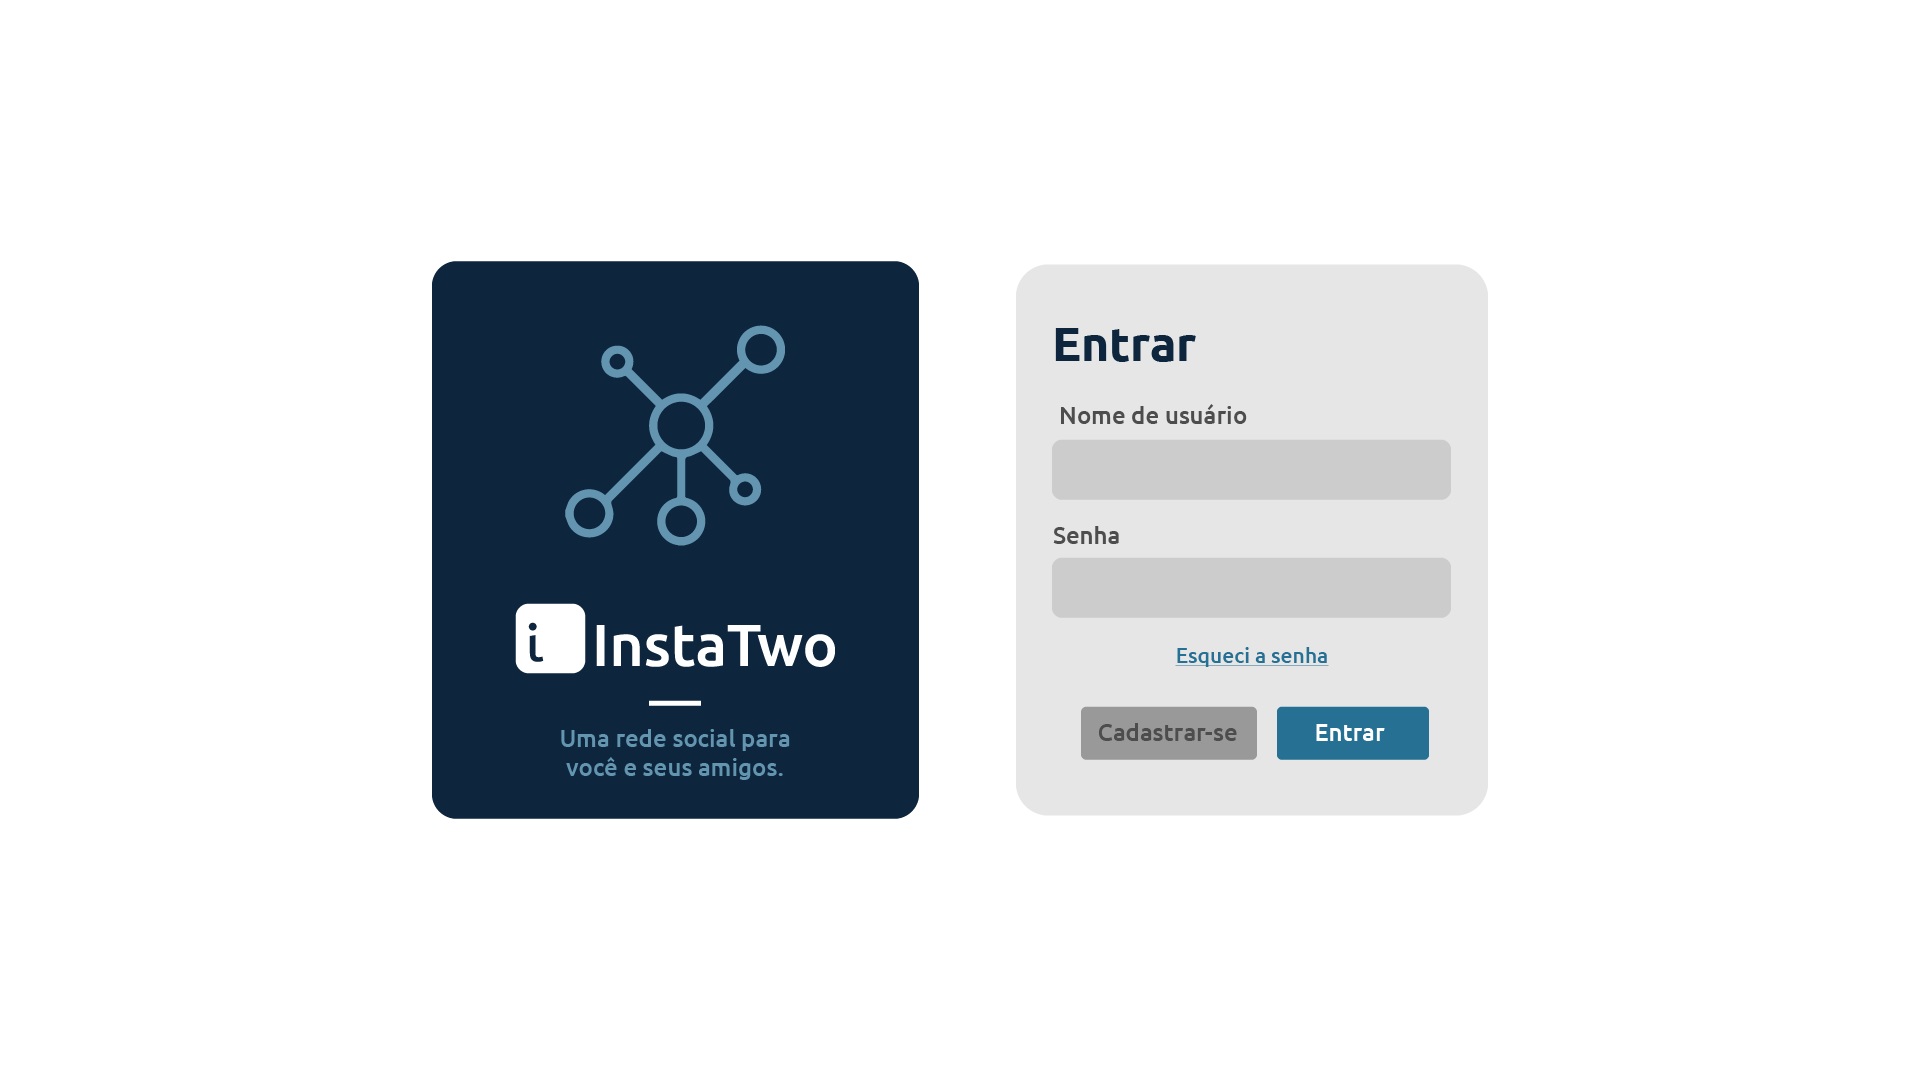 i InstaTwo
Uma rede social para
você e seus amigos.
Entrar
Nome de usuário
Senha
Esqueci a senha
Cadastrar-se
Entrar